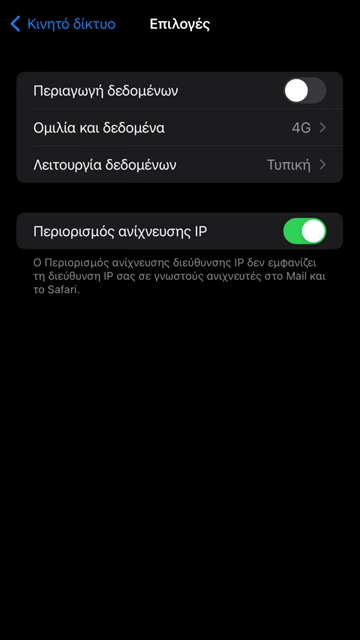 Κινητό δίκτυο
Επιλογές
Περιαγωγή δεδομένων
Ομιλία και δεδομένα 4G
Λειτουργία δεδομένων Τυπική
Περιορισμός ανίχνευσης IP
Ο Περιορισμός ανίχνευσης διεύθυνσης IP δεν εμφανίζει
τη διεύθυνση IP σας σε γνωστούς ανιχνευτές στο Mail και
το Safari.